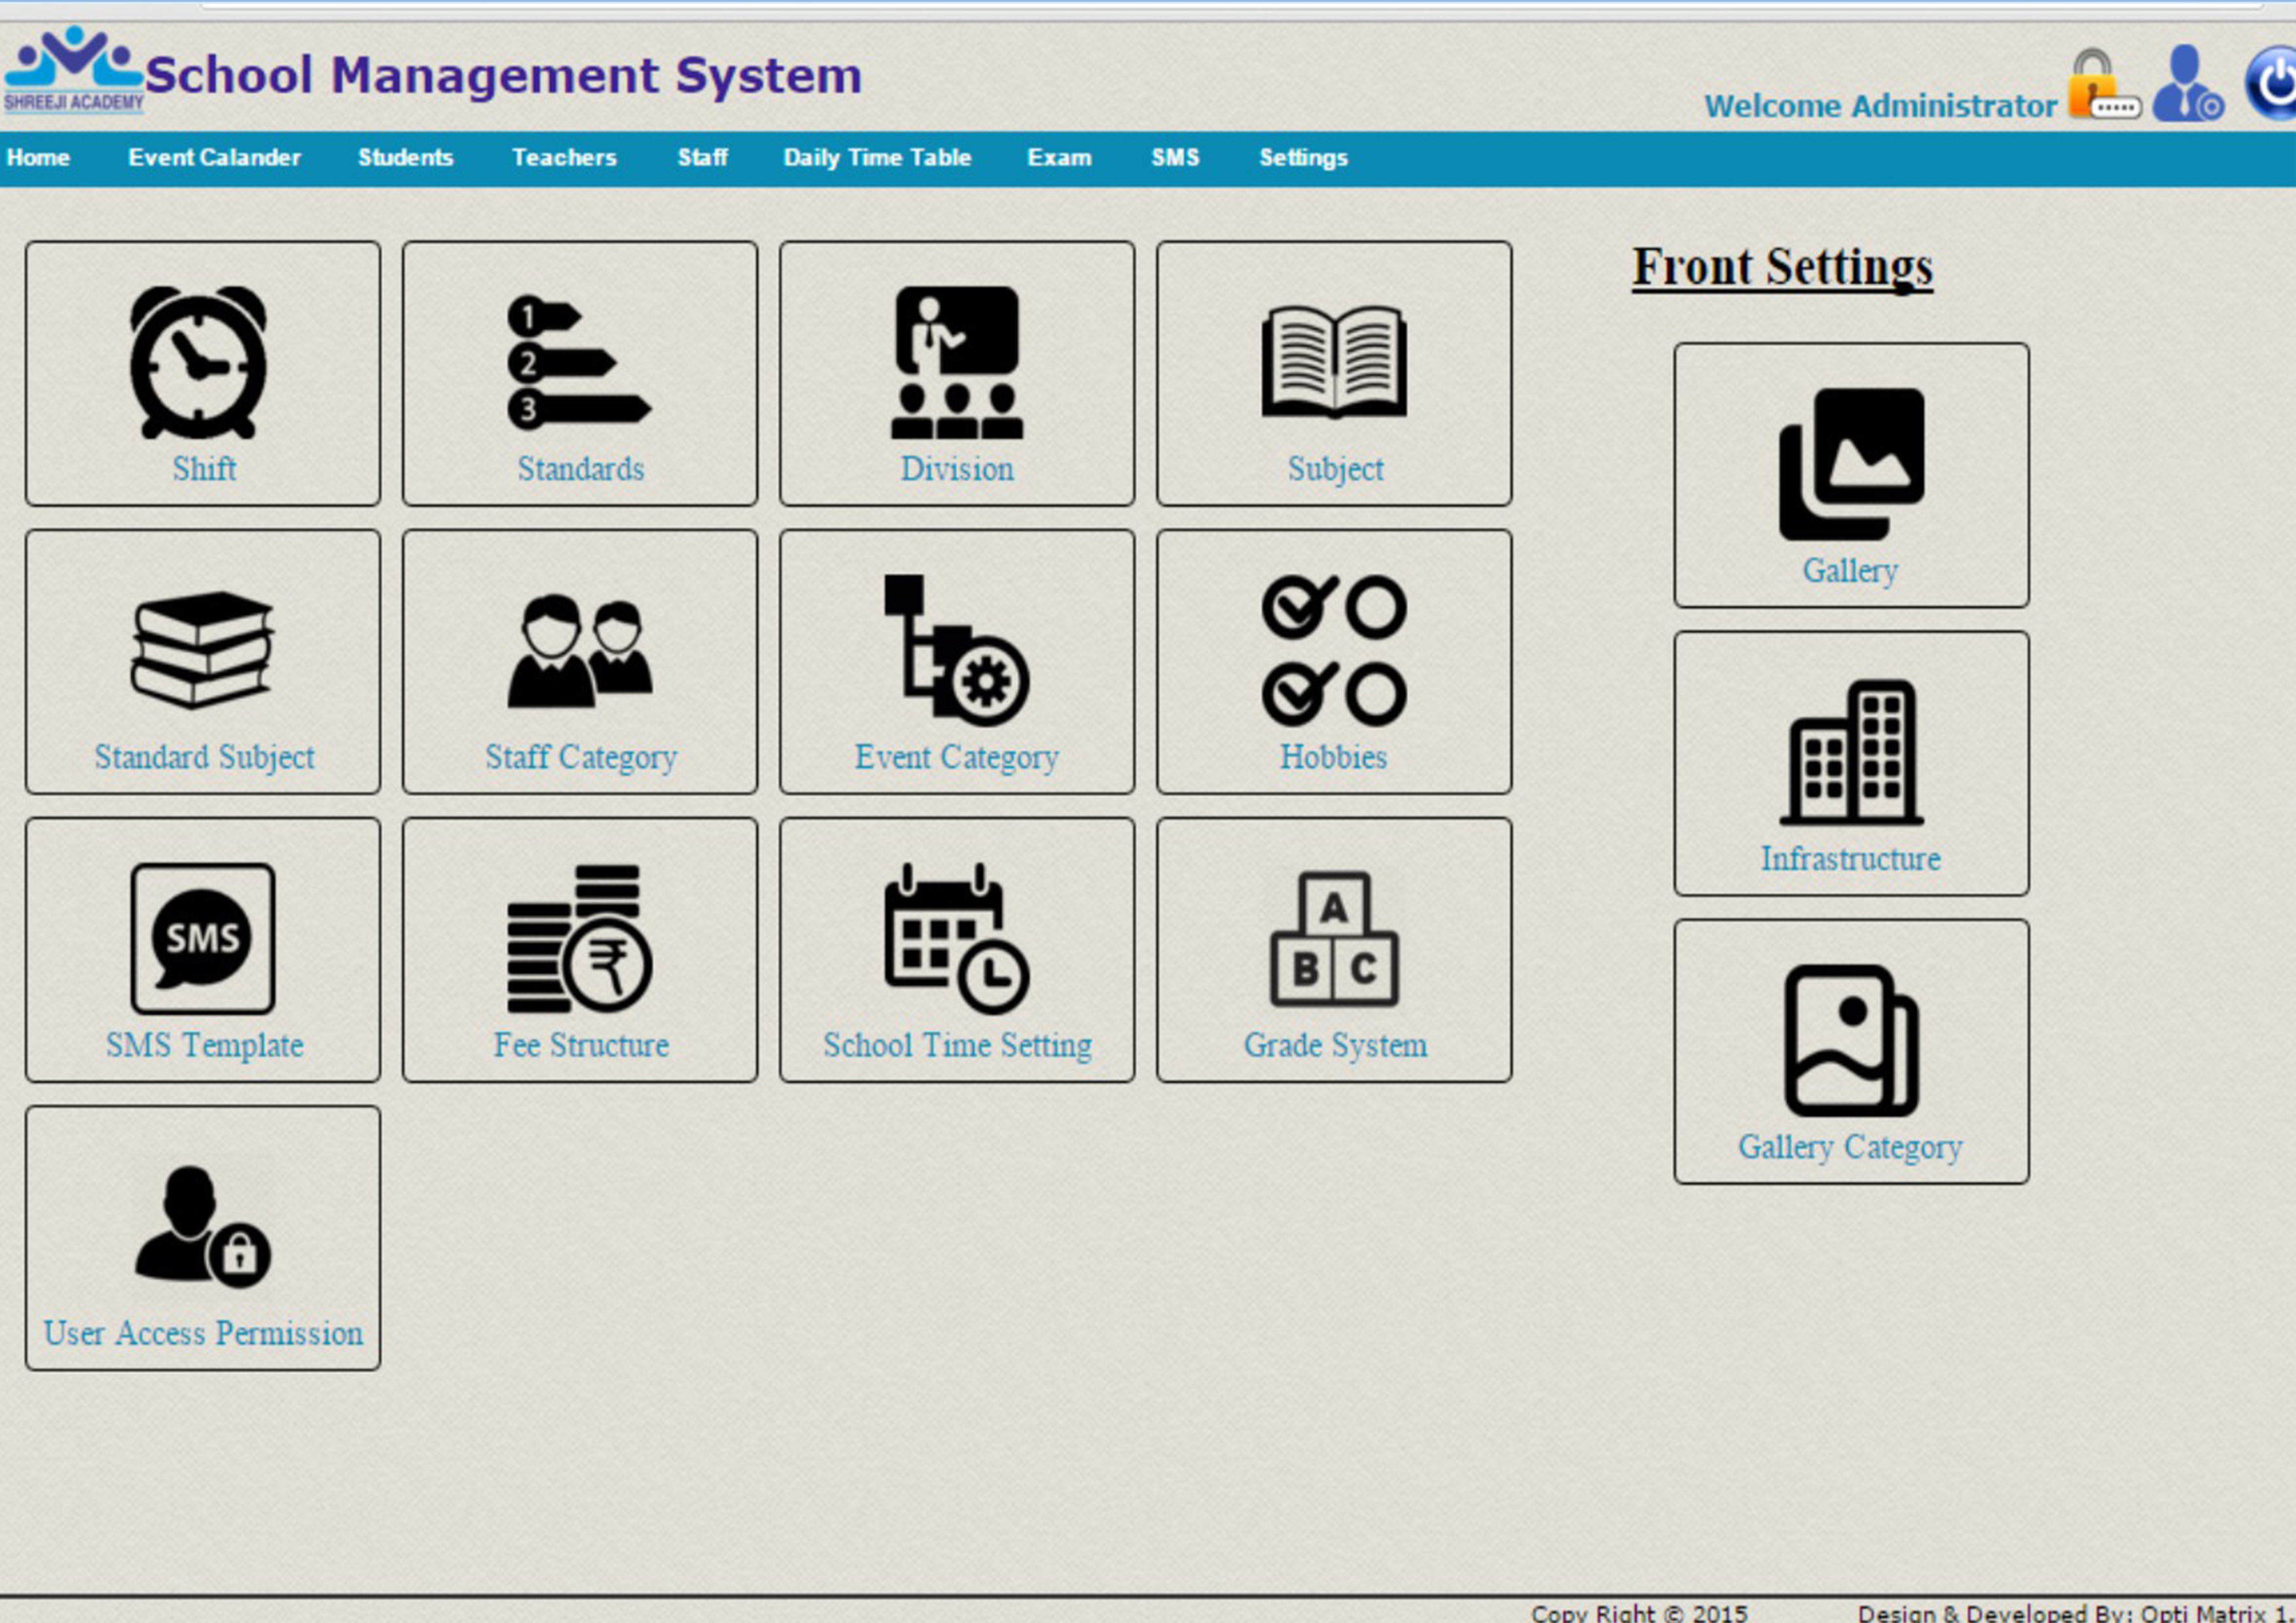 SHREEJI ACADEMY
School Management System
Welcome Administrator
Home Event Calander Students Teachers Staff Daily Time Table Exam SMS Settings
Front Settings
1
2
3
Shift Standards Division Subject
Gallery
Standard Subject Staff Category Event Category Hobbies
Infrastructure
SMS
A
B C
SMS Template Fee Structure School Time Setting Grade System
₹
Gallery Category
User Access Permission
Copy Right © 2015 Design & Developed By: Opti Matrix 1